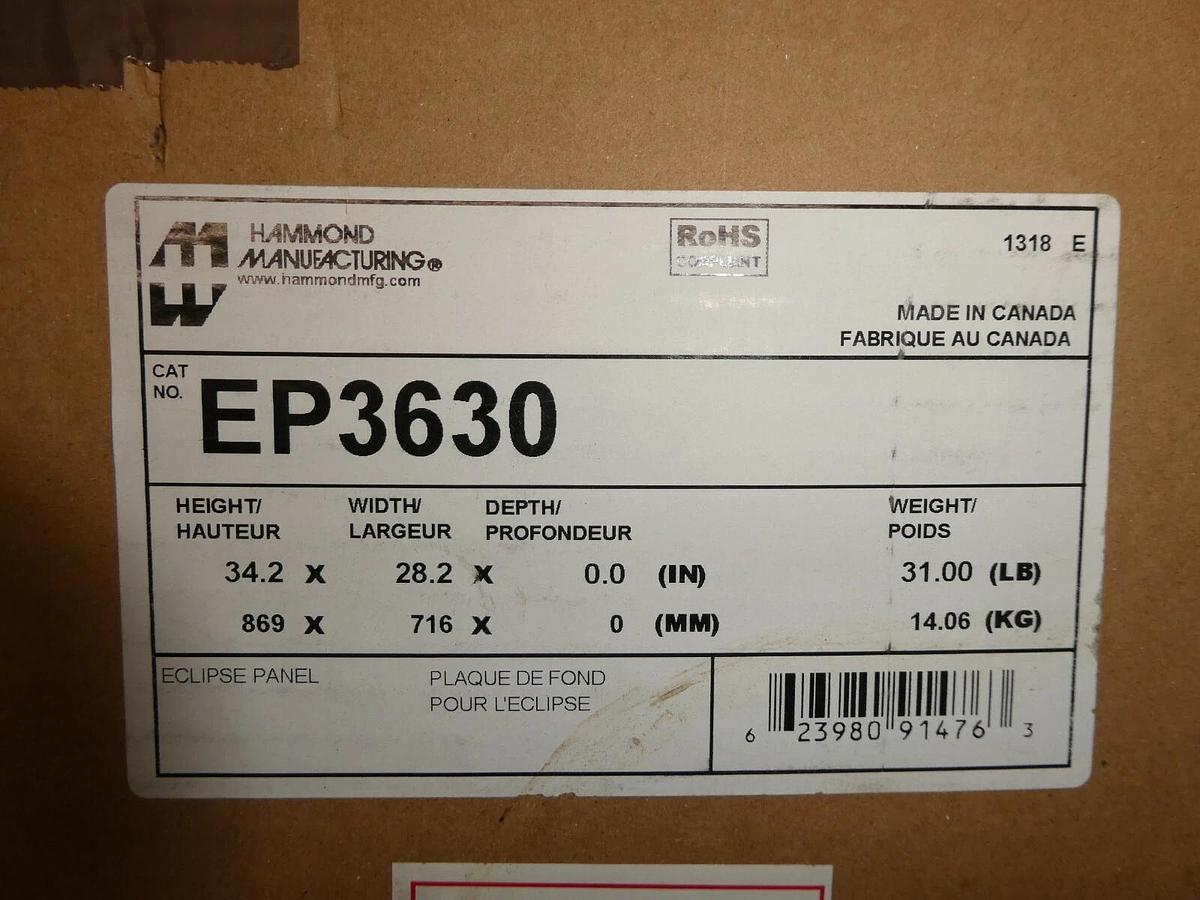 HAMMOND
MANUFACTURING®
www.hammondmfg.com
RoHS
COMPLIANT
1318 E
MADE IN CANADA
FABRIQUE AU CANADA
CAT
NO.
EP3630
HEIGHT/ WIDTH/ DEPTH/ WEIGHT/
HAUTEUR LARGEUR PROFONDEUR POIDS
34.2 X 28.2 X 0.0 (IN) 31.00 (LB)
869 X 716 X 0 (MM) 14.06 (KG)
ECLIPSE PANEL
PLAQUE DE FOND
POUR L'ECLIPSE
6 23980 91476 3